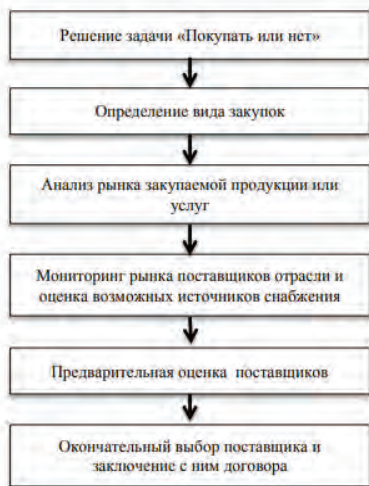 Решение задачи «Покупать или нет»
Определение вида закупок
Анализ рынка закупаемой продукции или
услуг
Мониторинг рынка поставщиков отрасли и
оценка возможных источников снабжения
Предварительная оценка поставщиков
Окончательный выбор поставщика и
заключение с ним договора